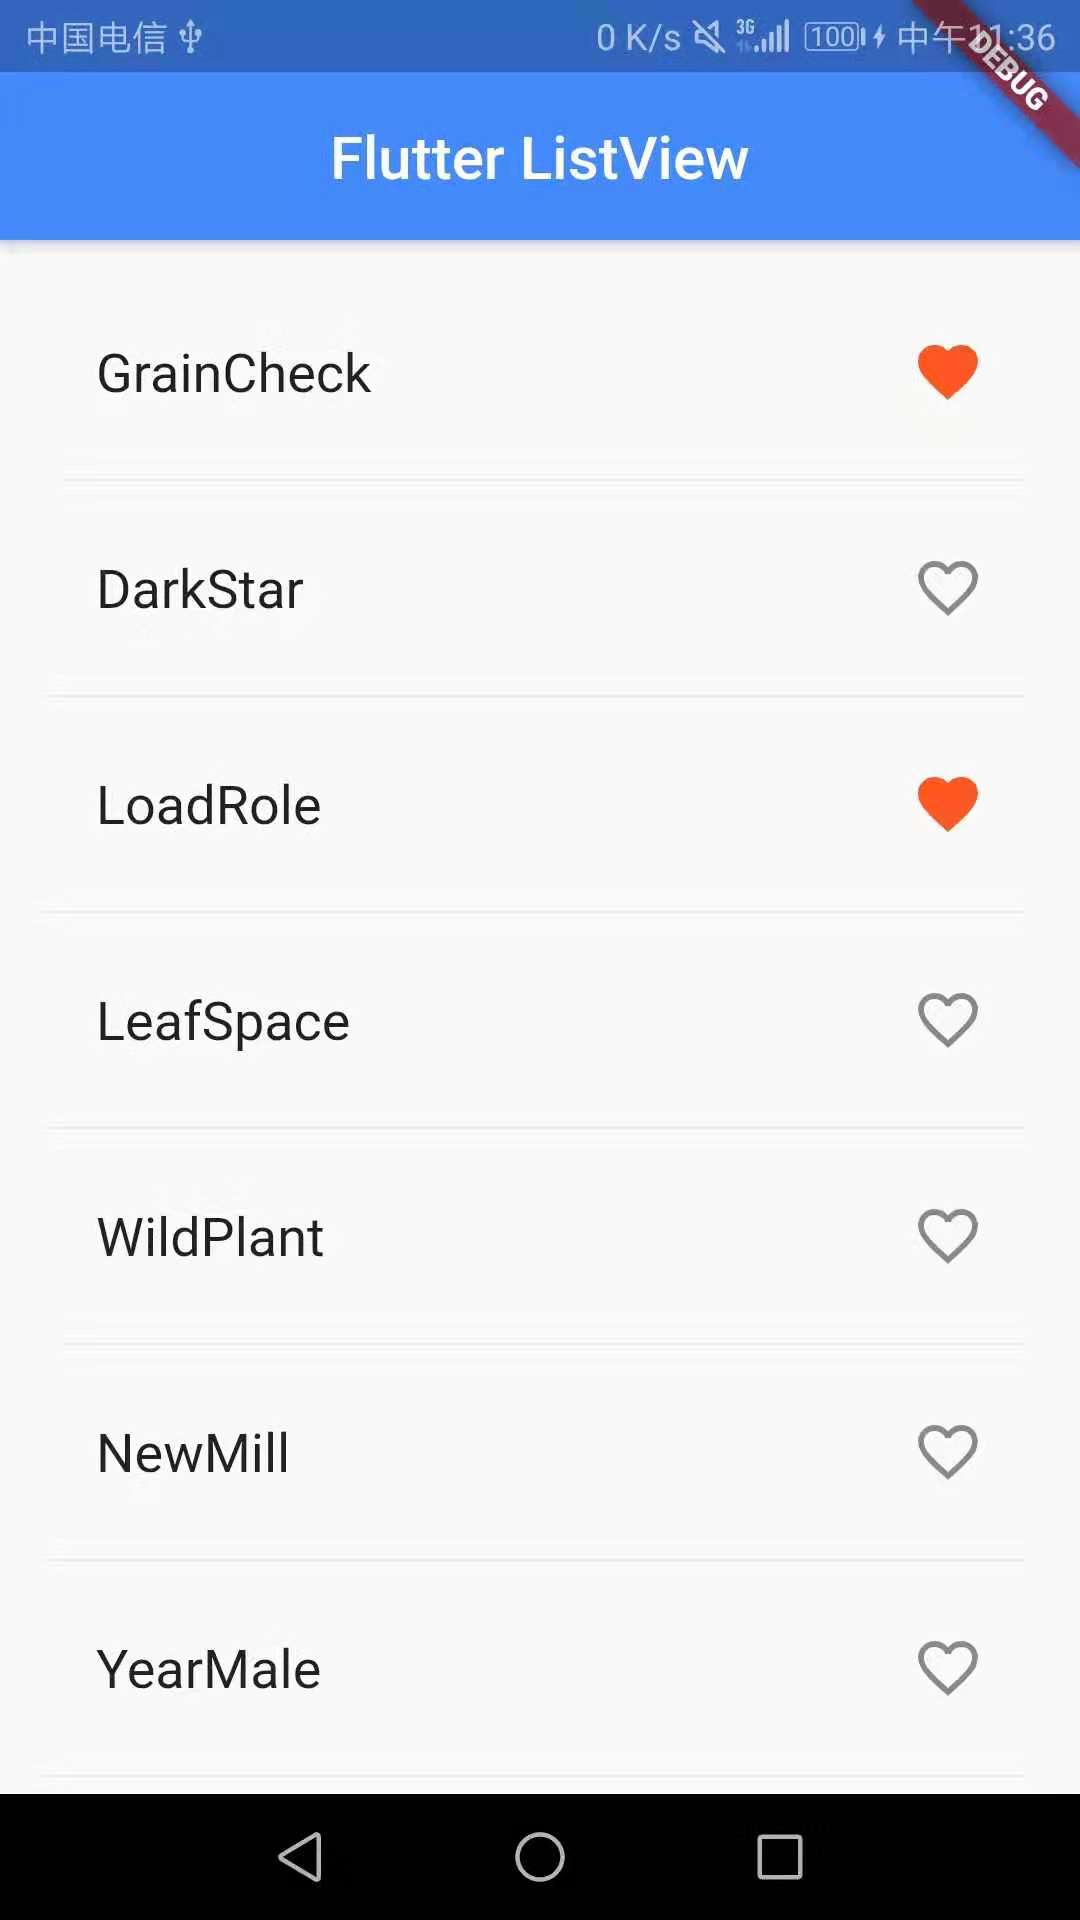 中国电信 0 K/s 3G 100 中午11:36
DEBUG
Flutter ListView
GrainCheck
DarkStar
LoadRole
LeafSpace
WildPlant
NewMill
YearMale